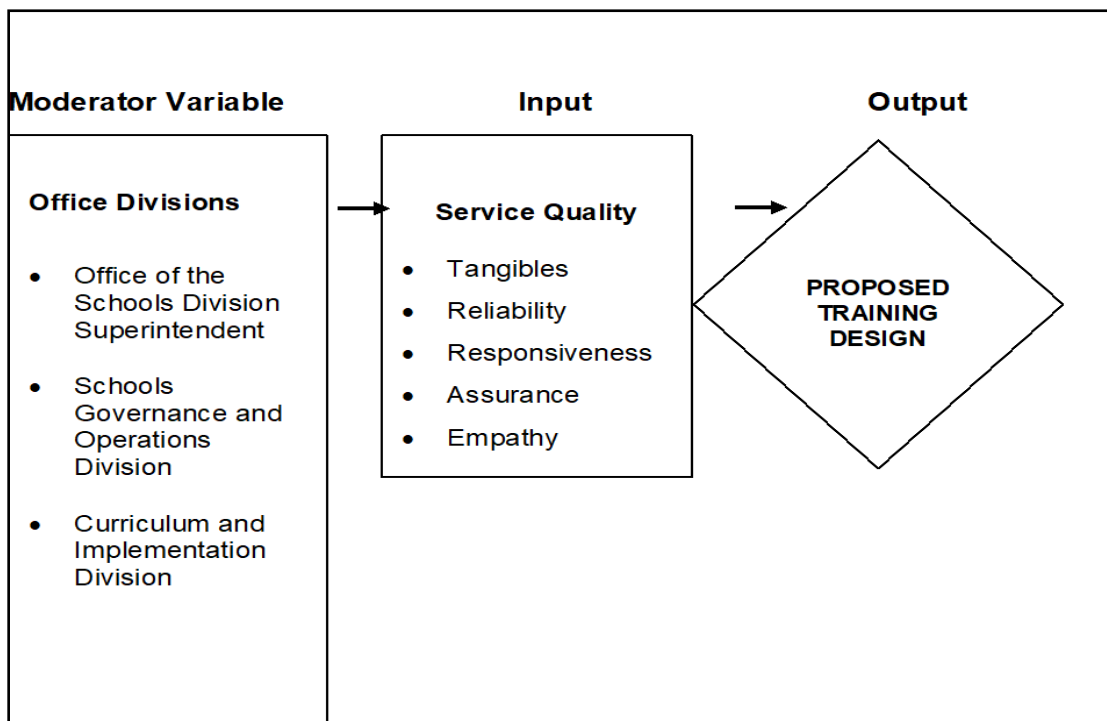 Moderator Variable
Input
Output
Office Divisions
• Office of the
Schools Division
Superintendent
• Schools
Governance and
Operations
Division
• Curriculum and
Implementation
Division
Service Quality
• Tangibles
• Reliability
• Responsiveness
• Assurance
• Empathy
PROPOSED
TRAINING
DESIGN